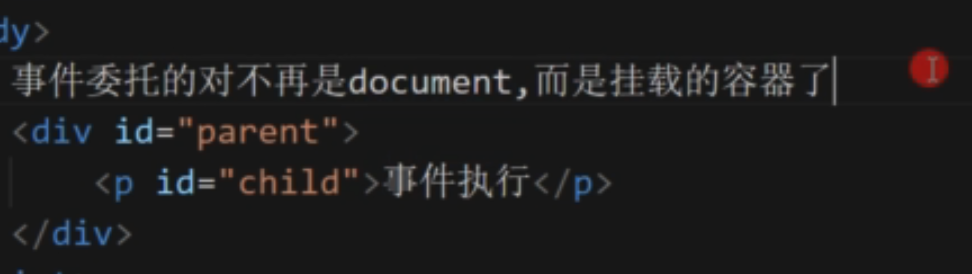 dy>
事件委托的对不再是document,而是挂载的容器了
<div id="parent">
<p id="child">事件执行</p>
</div>